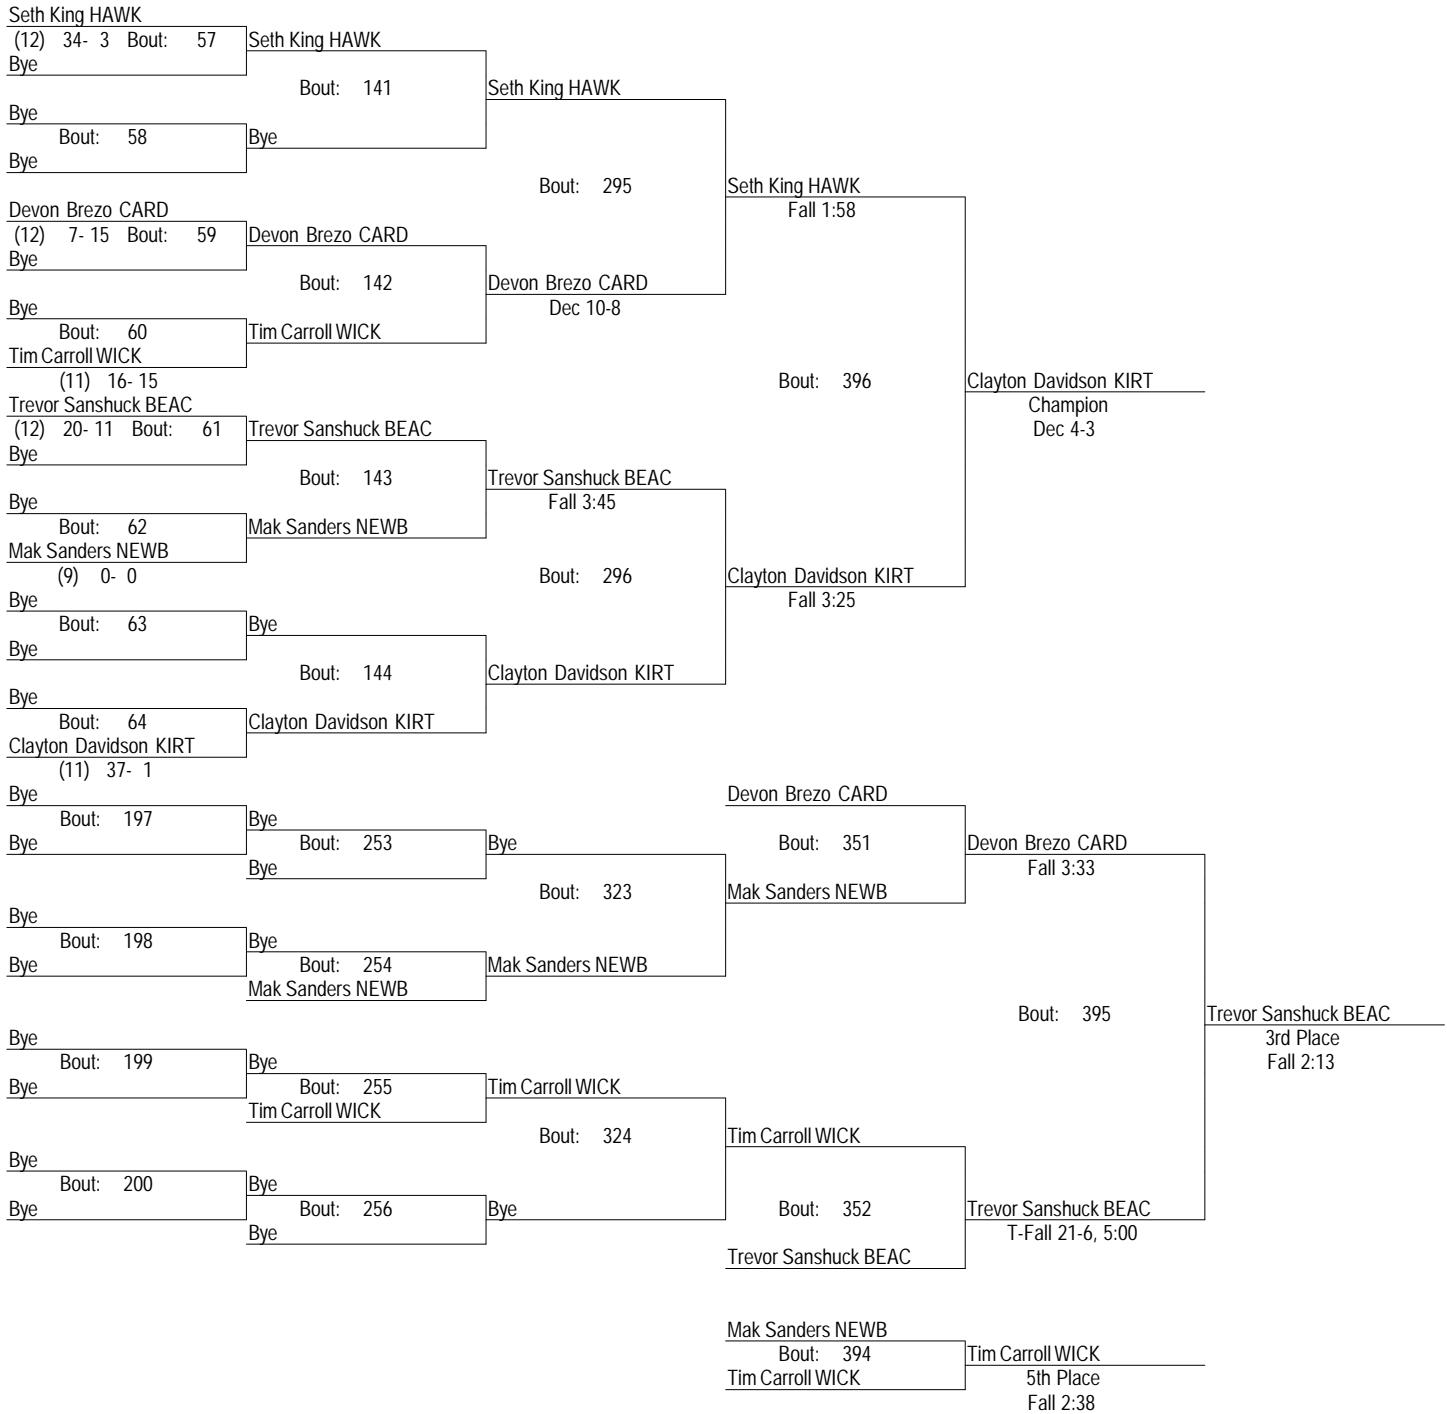 Seth King HAWK
(12) 34- 3 Bout: 57 Seth King HAWK
Bye
Bout: 141 Seth King HAWK
Bye
Bout: 58 Bye
Bye
Bout: 295 Seth King HAWK
Devon Brezo CARD Fall 1:58
(12) 7- 15 Bout: 59 Devon Brezo CARD
Bye
Bout: 142 Devon Brezo CARD
Bye Dec 10-8
Bout: 60 Tim Carroll WICK
Tim Carroll WICK
(11) 16- 15 Bout: 396 Clayton Davidson KIRT
Trevor Sanshuck BEAC Champion
(12) 20- 11 Bout: 61 Trevor Sanshuck BEAC Dec 4-3
Bye
Bout: 143 Trevor Sanshuck BEAC
Bye Fall 3:45
Bout: 62 Mak Sanders NEWB
Mak Sanders NEWB
(9) 0- 0 Bout: 296 Clayton Davidson KIRT
Bye Fall 3:25
Bout: 63 Bye
Bye
Bout: 144 Clayton Davidson KIRT
Bye
Bout: 64 Clayton Davidson KIRT
Clayton Davidson KIRT
(11) 37- 1
Bye Devon Brezo CARD
Bout: 197 Bye
Bye Bout: 253 Bye Bout: 351 Devon Brezo CARD
Bye Fall 3:33
Bout: 323 Mak Sanders NEWB
Bye
Bout: 198 Bye
Bye Bout: 254 Mak Sanders NEWB
Mak Sanders NEWB
Bout: 395 Trevor Sanshuck BEAC
Bye 3rd Place
Bout: 199 Bye Fall 2:13
Bye Bout: 255 Tim Carroll WICK
Tim Carroll WICK
Bout: 324 Tim Carroll WICK
Bye
Bout: 200 Bye
Bye Bout: 256 Bye Bout: 352 Trevor Sanshuck BEAC
Bye T-Fall 21-6, 5:00
Trevor Sanshuck BEAC
Mak Sanders NEWB
Bout: 394 Tim Carroll WICK
Tim Carroll WICK 5th Place
Fall 2:38